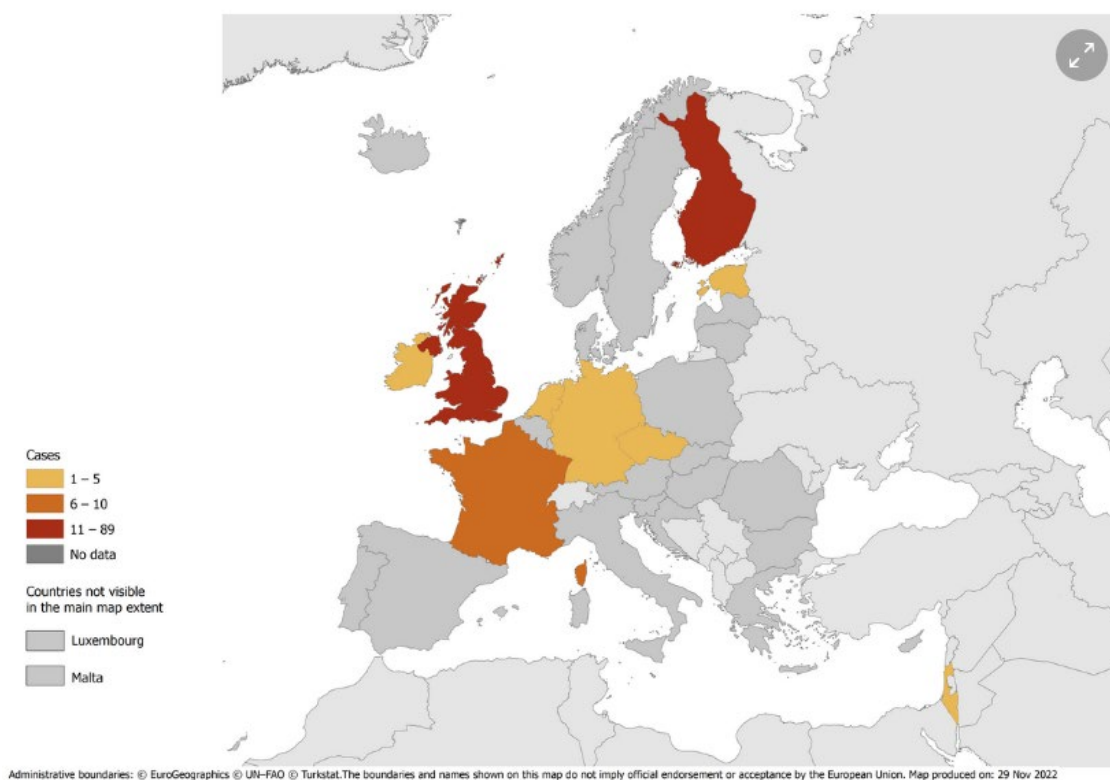 Cases
1 – 5
6 – 10
11 – 89
No data
Countries not visible
in the main map extent
Luxembourg
Malta
Administrative boundaries: © EuroGeographics © UN–FAO © Turkstat.The boundaries and names shown on this map do not imply official endorsement or acceptance by the European Union. Map produced on: 29 Nov 2022